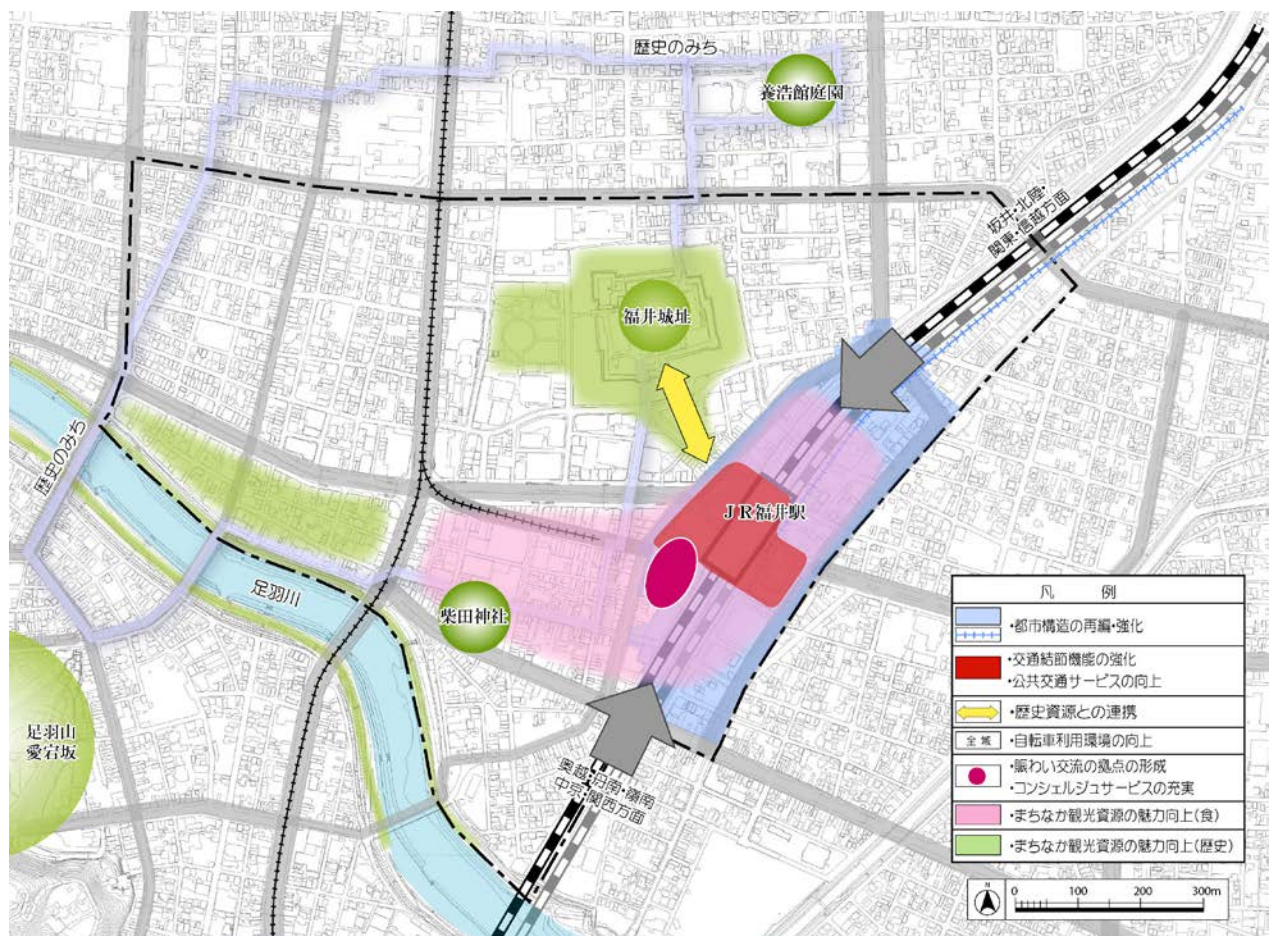 歴史のみち
養浩館庭園
坂井・北陸・
関東・信越方面
福井城址
歴史のみち
JR福井駅
足羽川
柴田神社
足羽山
愛宕坂
奥越・丹南・嶺南
中京・関西方面
凡 例
・都市構造の再編・強化
・交通結節機能の強化
・公共交通サービスの向上
・歴史資源との連携
全域 ・自転車利用環境の向上
・賑わい交流の拠点の形成
・コンシェルジュサービスの充実
・まちなか観光資源の魅力向上(食)
・まちなか観光資源の魅力向上(歴史)
N
0 100 200 300m